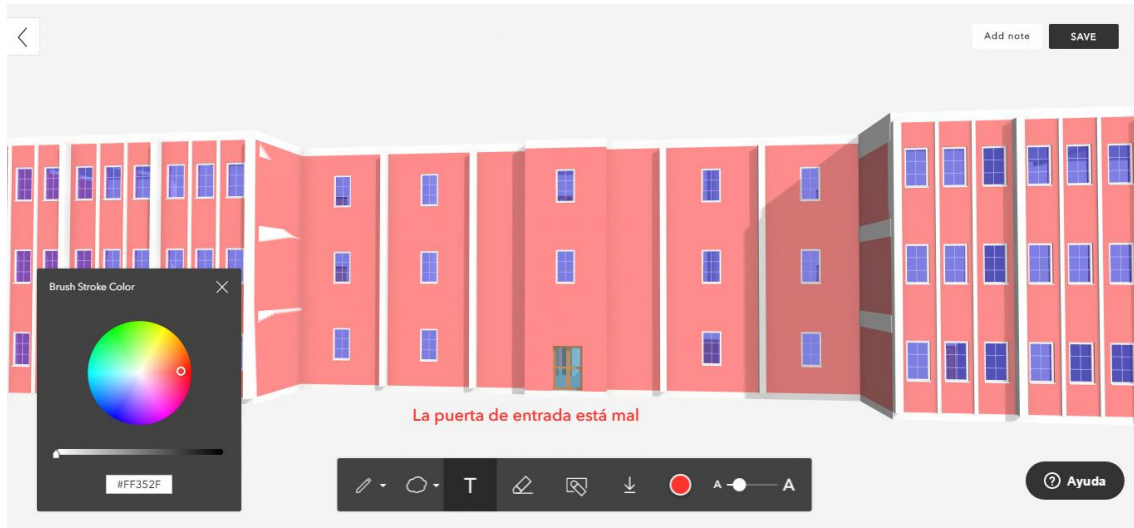 Add note
SAVE
Brush Stroke Color
La puerta de entrada está mal
#FF352F
T
A
A
Ayuda